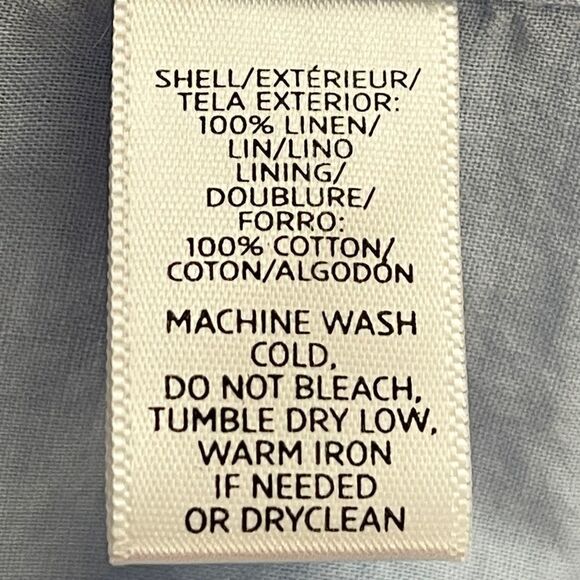 SHELL/EXTÉRIEUR/
TELA EXTERIOR:
100% LINEN/
LIN/LINO
LINING/
DOUBLURE/
FORRO:
100% COTTON/
COTON/ALGODÓN
MACHINE WASH
COLD,
DO NOT BLEACH,
TUMBLE DRY LOW,
WARM IRON
IF NEEDED
OR DRYCLEAN